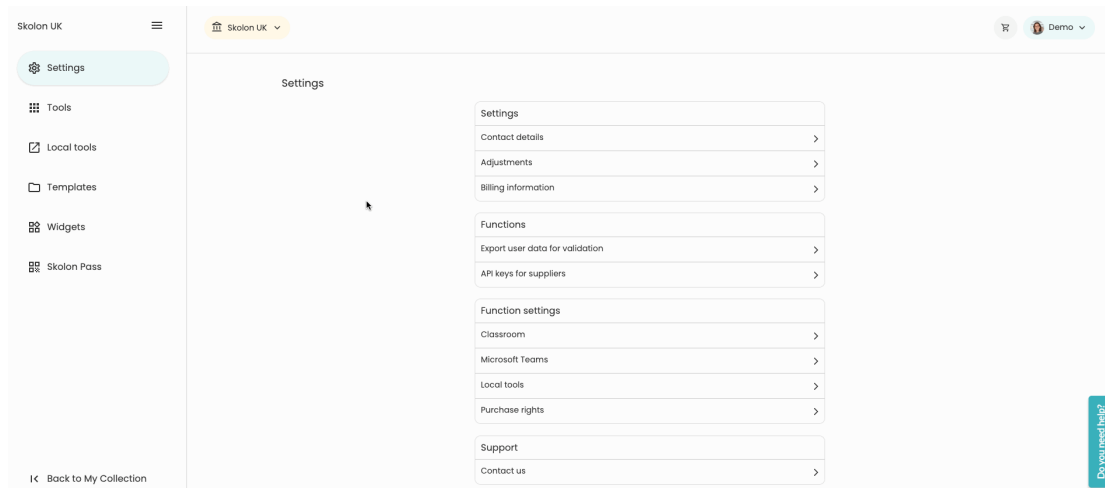 Skolon UK
Settings
Tools
Local tools
Templates
Widgets
Skolon Pass
Back to My Collection
Skolon UK
Demo
Settings
Settings
Contact details
Adjustments
Billing information
Functions
Export user data for validation
API keys for suppliers
Function settings
Classroom
Microsoft Teams
Local tools
Purchase rights
Support
Contact us
Do you need help?